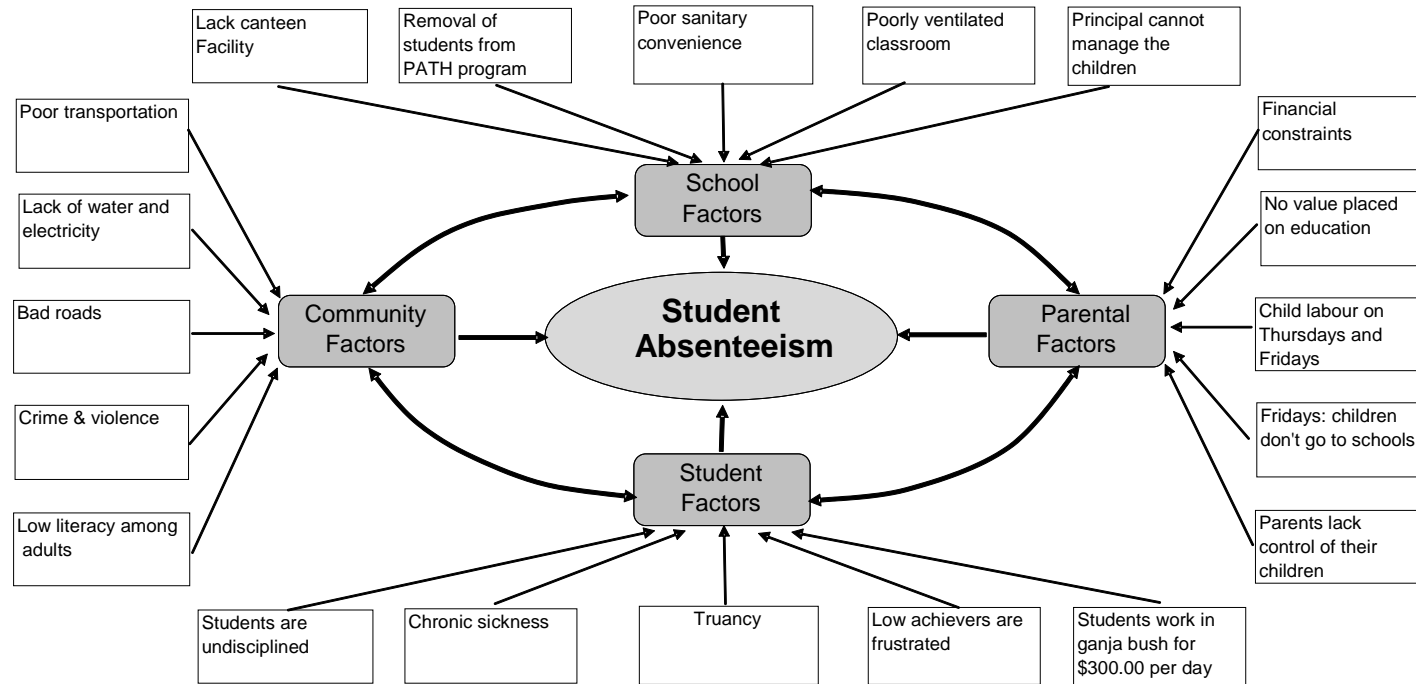 Lack canteen
Facility
Removal of
students from
PATH program
Poor sanitary
convenience
Poorly ventilated
classroom
Principal cannot
manage the
children
Poor transportation
Lack of water and
electricity
Bad roads
Crime & violence
Low literacy among
adults
School
Factors
Community
Factors
Student
Absenteeism
Parental
Factors
Student
Factors
Financial
constraints
No value placed
on education
Child labour on
Thursdays and
Fridays
Fridays: children
don't go to schools
Parents lack
control of their
children
Students are
undisciplined
Chronic sickness
Truancy
Low achievers are
frustrated
Students work in
ganja bush for
$300.00 per day